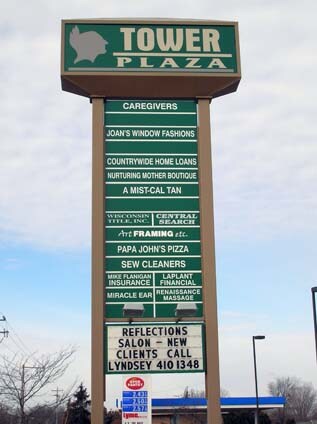 TOWER
PLAZA
CAREGIVERS
JOAN'S WINDOW FASHIONS
COUNTRYWIDE HOME LOANS
NURTURING MOTHER BOUTIQUE
A MIST-CAL TAN
WISCONSIN TITLE, INC.
CENTRAL SEARCH
Art FRAMING etc.
PAPA JOHN'S PIZZA
SEW CLEANERS
MIKE FLANIGAN INSURANCE
LAPLANT FINANCIAL
MIRACLE EAR
RENAISSANCE MASSAGE
REFLECTIONS
SALON - NEW
CLIENTS CALL
LYNDSEY 410 1348